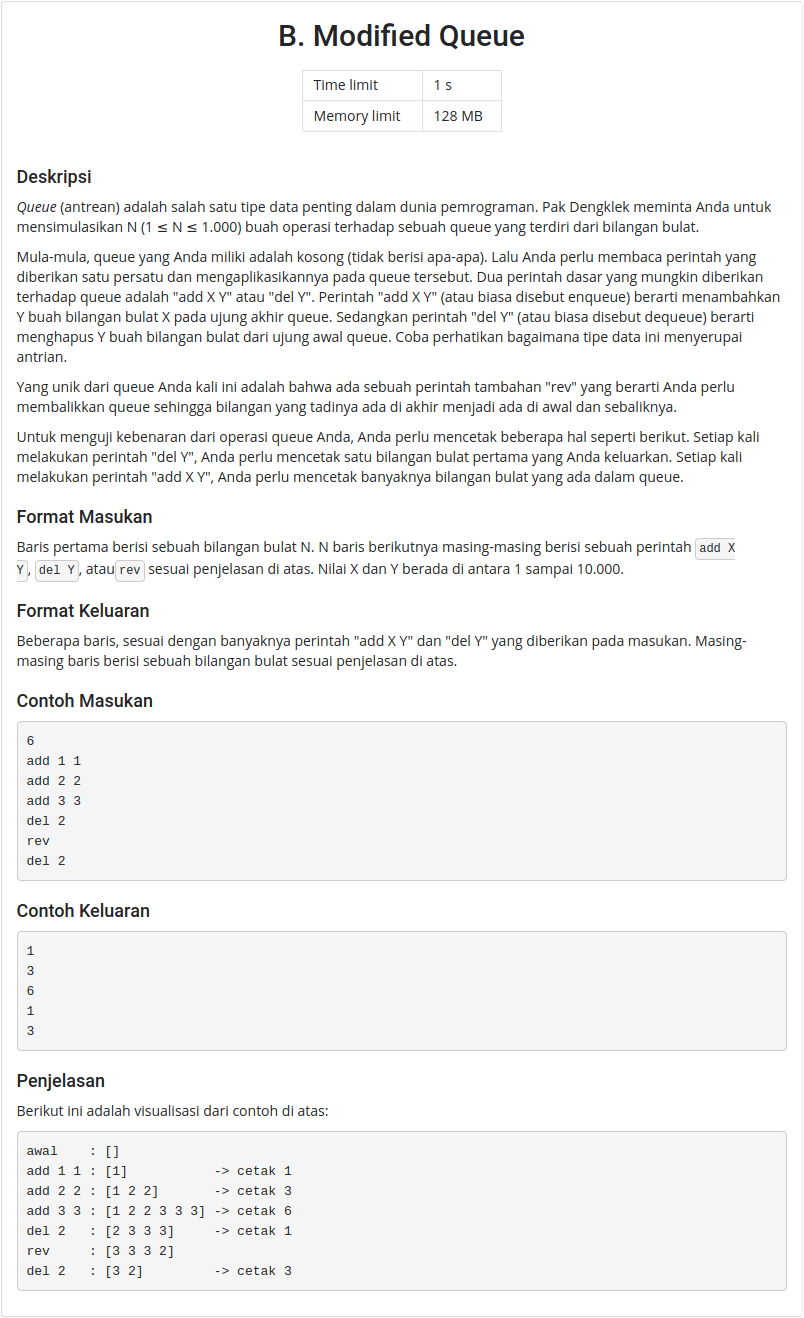 B. Modified Queue
Time limit 1 s
Memory limit 128 MB
Deskripsi
Queue (antrean) adalah salah satu tipe data penting dalam dunia pemrograman. Pak Dengklek meminta Anda untuk
mensimulasikan N (1 ≤ N ≤ 1.000) buah operasi terhadap sebuah queue yang terdiri dari bilangan bulat.
Mula-mula, queue yang Anda miliki adalah kosong (tidak berisi apa-apa). Lalu Anda perlu membaca perintah yang
diberikan satu persatu dan mengaplikasikannya pada queue tersebut. Dua perintah dasar yang mungkin diberikan
terhadap queue adalah "add X Y" atau "del Y". Perintah "add X Y" (atau biasa disebut enqueue) berarti menambahkan
Y buah bilangan bulat X pada ujung akhir queue. Sedangkan perintah "del Y" (atau biasa disebut dequeue) berarti
menghapus Y buah bilangan bulat dari ujung awal queue. Coba perhatikan bagaimana tipe data ini menyerupai
antrian.
Yang unik dari queue Anda kali ini adalah bahwa ada sebuah perintah tambahan "rev" yang berarti Anda perlu
membalikkan queue sehingga bilangan yang tadinya ada di akhir menjadi ada di awal dan sebaliknya.
Untuk menguji kebenaran dari operasi queue Anda, Anda perlu mencetak beberapa hal seperti berikut. Setiap kali
melakukan perintah "del Y", Anda perlu mencetak satu bilangan bulat pertama yang Anda keluarkan. Setiap kali
melakukan perintah "add X Y", Anda perlu mencetak banyaknya bilangan bulat yang ada dalam queue.
Format Masukan
Baris pertama berisi sebuah bilangan bulat N. N baris berikutnya masing-masing berisi sebuah perintah add X
Y, del Y, atau rev sesuai penjelasan di atas. Nilai X dan Y berada di antara 1 sampai 10.000.
Format Keluaran
Beberapa baris, sesuai dengan banyaknya perintah "add X Y" dan "del Y" yang diberikan pada masukan. Masing-
masing baris berisi sebuah bilangan bulat sesuai penjelasan di atas.
Contoh Masukan
6
add 1 1
add 2 2
add 3 3
del 2
rev
del 2
Contoh Keluaran
1
3
6
1
3
Penjelasan
Berikut ini adalah visualisasi dari contoh di atas:
awal    : []
add 1 1 : [1]           -> cetak 1
add 2 2 : [1 2 2]       -> cetak 3
add 3 3 : [1 2 2 3 3 3] -> cetak 6
del 2   : [2 3 3 3]     -> cetak 1
rev     : [3 3 3 2]
del 2   : [3 2]         -> cetak 3